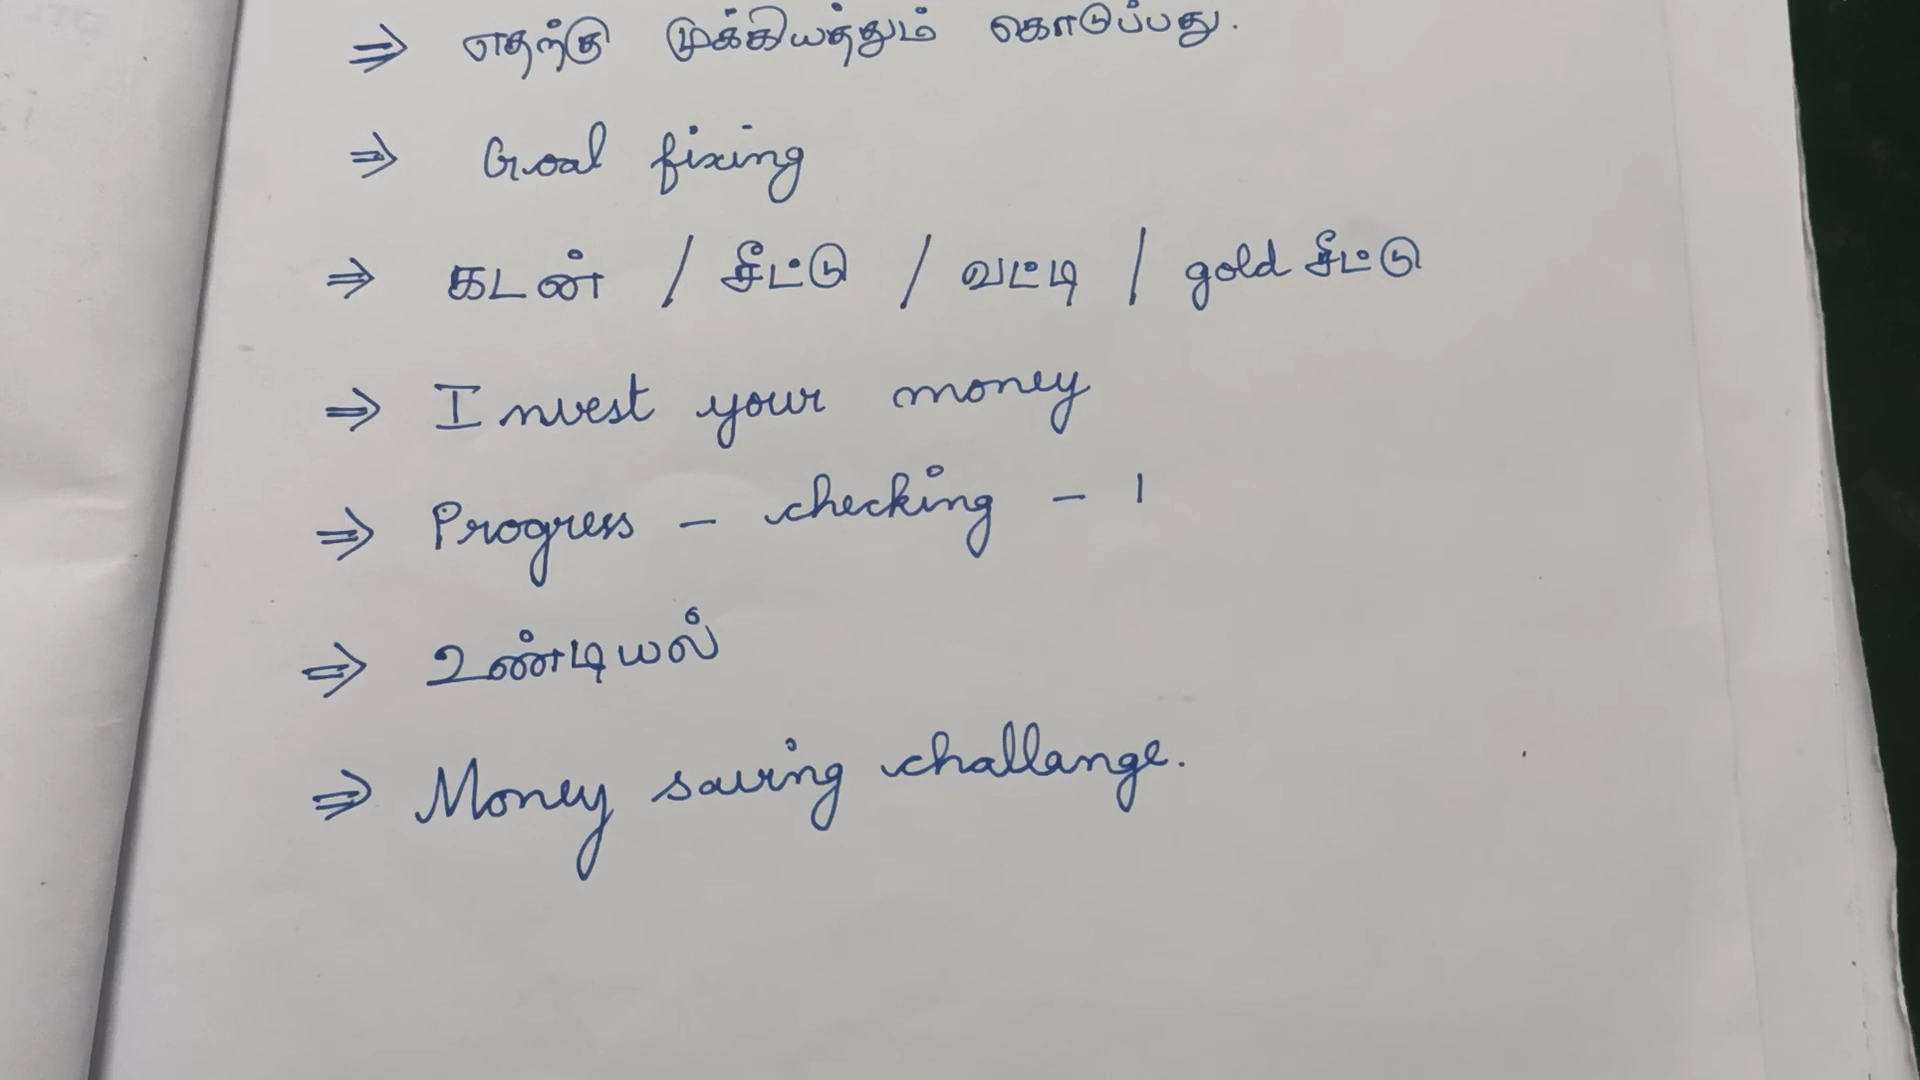 ⇒ எதற்கு முக்கியத்தும் கொடுப்பது.
⇒ Goal fixing
⇒ கடன் / சீட்டு / வட்டி / gold சீட்டு
⇒ Invest your money
⇒ Progress - checking - 1
⇒ உண்டியல்
⇒ Money saving challange.